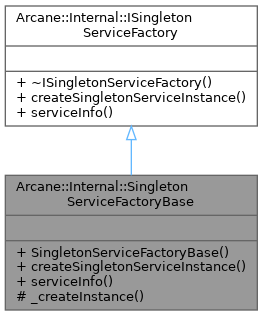 Arcane::Internal::ISingleton
ServiceFactory
+ ~ISingletonServiceFactory()
+ createSingletonServiceInstance()
+ serviceInfo()
Arcane::Internal::Singleton
ServiceFactoryBase
+ SingletonServiceFactoryBase()
+ createSingletonServiceInstance()
+ serviceInfo()
# _createInstance()